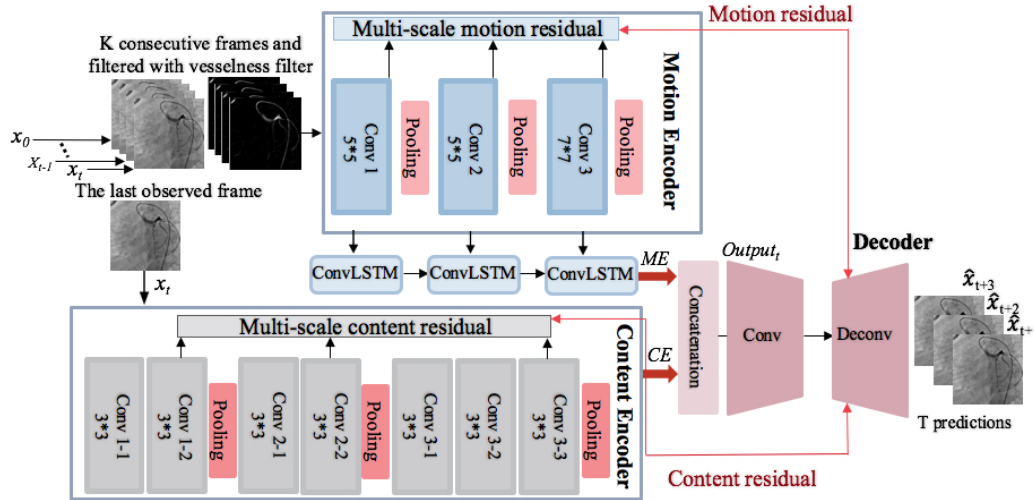 K consecutive frames and
filtered with vesselness filter
x0
Xt-1
xt
The last observed frame
xt
Multi-scale motion residual
Conv 1
5*5
Pooling
Conv 2
5*5
Pooling
Conv 3
7*7
Pooling
Motion Encoder
Motion residual
ConvLSTM
ConvLSTM
ConvLSTM
ME
Multi-scale content residual
Conv 1-1
3*3
Conv 1-2
3*3
Pooling
Conv 2-1
3*3
Conv 2-2
3*3
Pooling
Conv 3-1
3*3
Conv 3-2
3*3
Conv 3-3
3*3
Pooling
Content Encoder
CE
Concatenation
Outputt
Conv
Decoder
Deconv
x̂t+3
x̂t+2
x̂t+
T predictions
Content residual